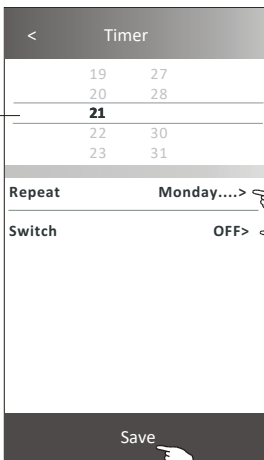 < Timer
19 27
20 28
21
22 30
23 31
Repeat Monday....>
Switch OFF>
Save